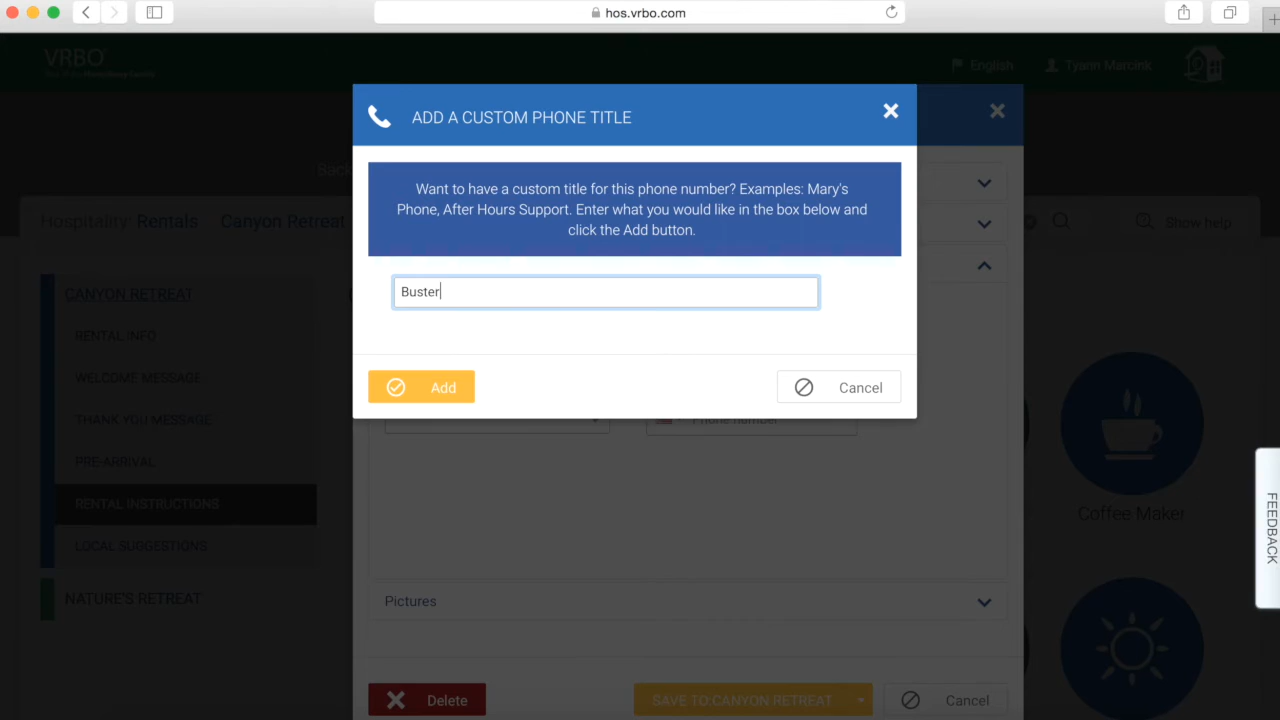 hos.vrbo.com
VRBO
English
Tyann Marcink
ADD A CUSTOM PHONE TITLE
Back
Want to have a custom title for this phone number? Examples: Mary's
Phone, After Hours Support. Enter what you would like in the box below and
click the Add button.
Hospitality: Rentals Canyon Retreat
Show help
Buster
CANYON RETREAT
RENTAL INFO
WELCOME MESSAGE
THANK YOU MESSAGE
PRE-ARRIVAL
RENTAL INSTRUCTIONS
LOCAL SUGGESTIONS
NATURE'S RETREAT
Add
Cancel
Phone number
Coffee Maker
FEEDBACK
Pictures
Delete
SAVE TO CANYON RETREAT
Cancel